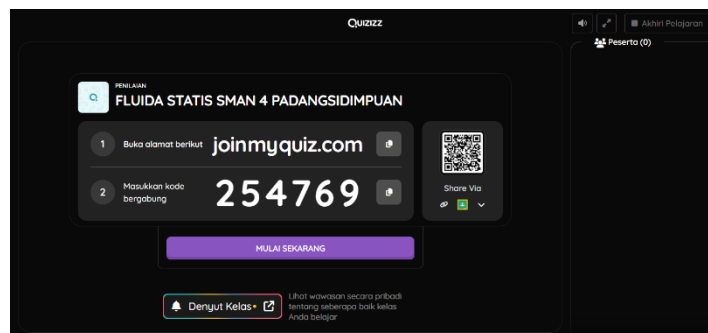 Quizizz
Akhiri Pelajaran
Peserta (0)
PENILAIAN
FLUIDA STATIS SMAN 4 PADANGSIDIMPUAN
1 Buka alamat berikut joinmyquiz.com
2 Masukkan kode bergabung 254769
Share Via
MULAI SEKARANG
Denyut Kelas
Lihat wawasan secara pribadi
tentang seberapa baik kelas
Anda belajar